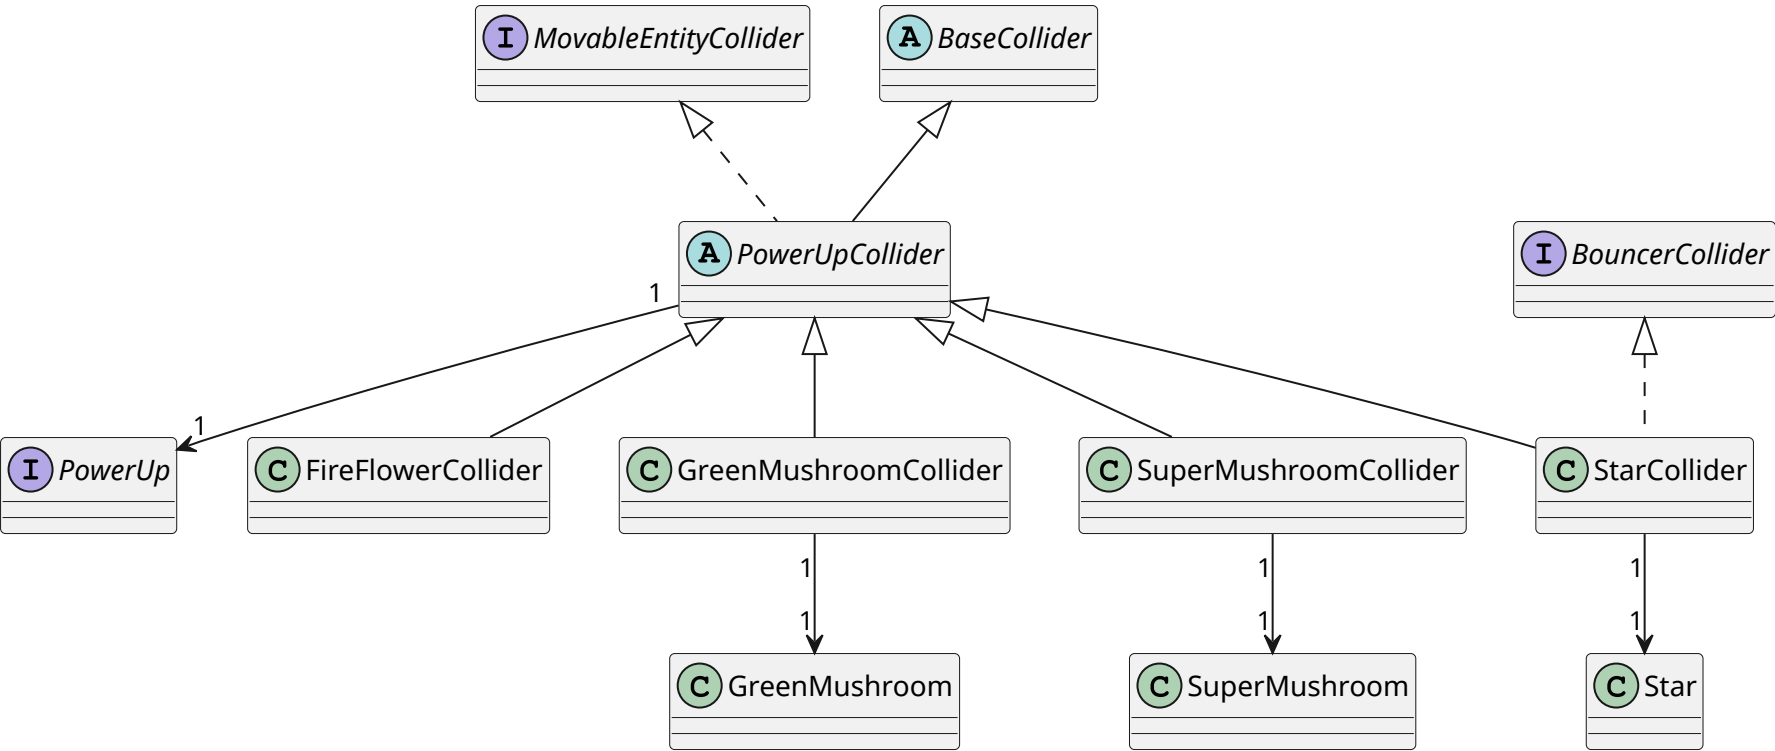 I MovableEntityCollider
A BaseCollider
A PowerUpCollider
I BouncerCollider
1
1
I PowerUp
C FireFlowerCollider
C GreenMushroomCollider
C SuperMushroomCollider
C StarCollider
1
1
1
1
1
1
C GreenMushroom
C SuperMushroom
C Star